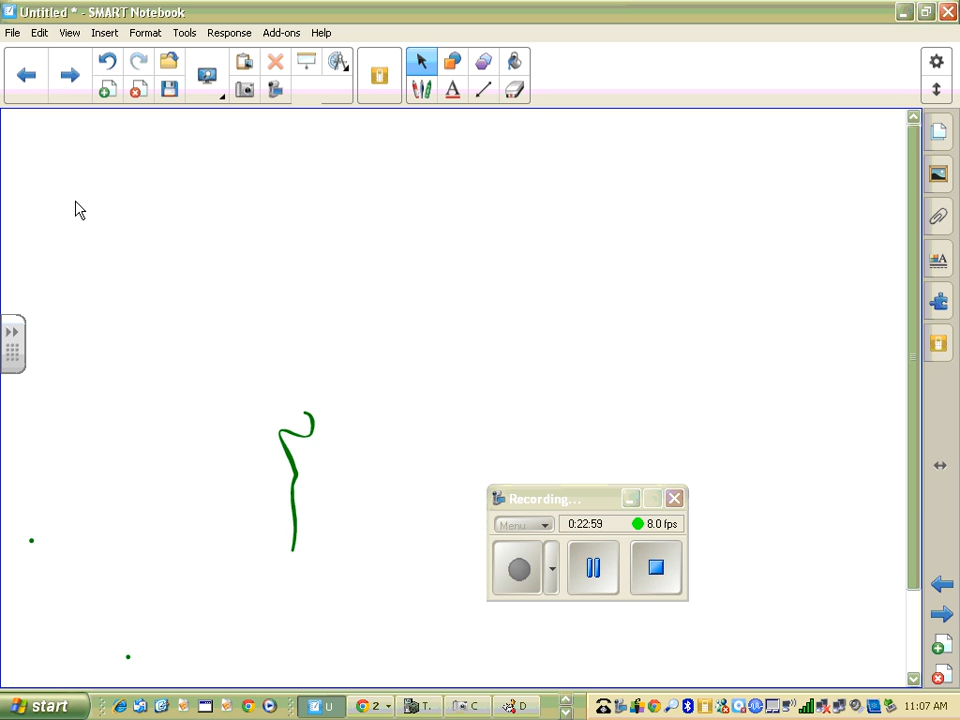 Untitled * - SMART Notebook
File Edit View Insert Format Tools Response Add-ons Help
Recording...
Menu 0:22:59 8.0 fps
start U 2 T. C D 11:07 AM